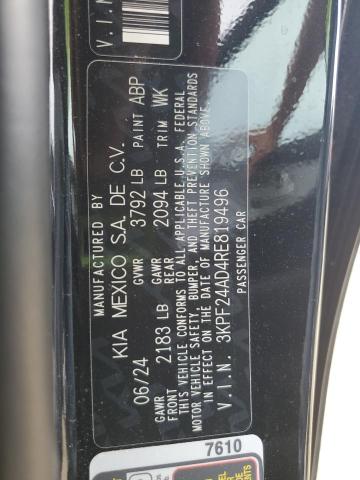 MANUFACTURED BY
KIA MEXICO S.A. DE C.V.
06/24 GVWR 3792 LB PAINT ABP
GAWR FRONT 2183 LB GAWR REAR 2094 LB TRIM WK
THIS VEHICLE CONFORMS TO ALL APPLICABLE U.S.A. FEDERAL
MOTOR VEHICLE SAFETY, BUMPER, AND THEFT PREVENTION STANDARDS
IN EFFECT ON THE DATE OF MANUFACTURE SHOWN ABOVE.
V.I.N. 3KPF24AD4RE819496
PASSENGER CAR
V.I.N
7610